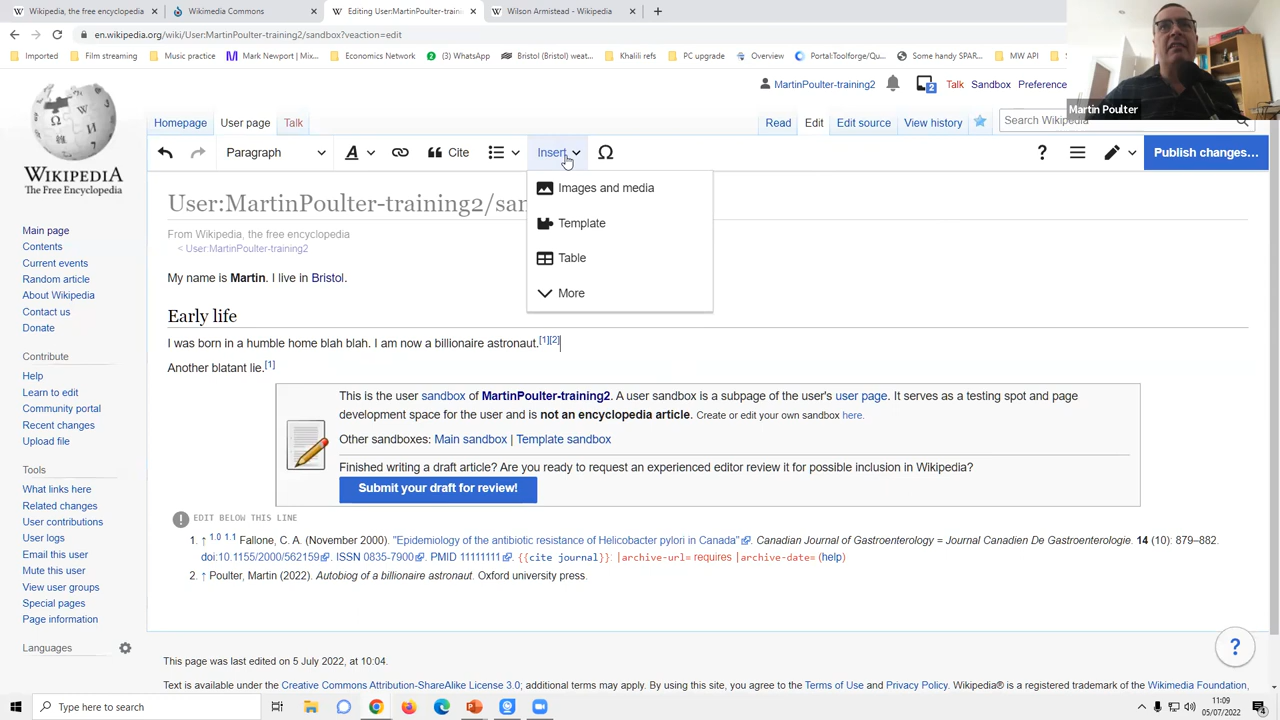 Wikipedia, the free encyclopedia
Wikimedia Commons
Editing User:MartinPoulter-train
Wilson Armistead - Wikipedia
en.wikipedia.org/wiki/User:MartinPoulter-training2/sandbox?veaction=edit
Imported
Film streaming
Music practice
Mark Newport | Mix...
Economics Network
(3) WhatsApp
Bristol (Bristol) weat...
Khalili refs
PC upgrade
Overview
Portal:Toolforge/Qu...
Some handy SPAR...
MW API
MartinPoulter-training2
2
Talk
Sandbox
Preference
Martin Poulter
WIKIPEDIA
The Free Encyclopedia
Homepage
User page
Talk
Read
Edit
Edit source
View history
Search Wikipedia
Paragraph
A
Cite
Insert
Ω
?
Publish changes...
Images and media
Template
Table
More
User:MartinPoulter-training2/san
From Wikipedia, the free encyclopedia
< User:MartinPoulter-training2
My name is Martin. I live in Bristol.
Early life
I was born in a humble home blah blah. I am now a billionaire astronaut.[1][2]
Another blatant lie.[1]
This is the user sandbox of MartinPoulter-training2. A user sandbox is a subpage of the user's user page. It serves as a testing spot and page
development space for the user and is not an encyclopedia article. Create or edit your own sandbox here.
Other sandboxes: Main sandbox | Template sandbox
Finished writing a draft article? Are you ready to request an experienced editor review it for possible inclusion in Wikipedia?
Submit your draft for review!
EDIT BELOW THIS LINE
1. ↑ 1.0 1.1 Fallone, C. A. (November 2000). "Epidemiology of the antibiotic resistance of Helicobacter pylori in Canada". Canadian Journal of Gastroenterology = Journal Canadien De Gastroenterologie. 14 (10): 879–882.
doi:10.1155/2000/562159. ISSN 0835-7900. PMID 11111111. {{cite journal}}: |archive-url= requires |archive-date= (help)
2. ↑ Poulter, Martin (2022). Autobiog of a billionaire astronaut. Oxford university press.
Main page
Contents
Current events
Random article
About Wikipedia
Contact us
Donate
Contribute
Help
Learn to edit
Community portal
Recent changes
Upload file
Tools
What links here
Related changes
User contributions
User logs
Email this user
Mute this user
View user groups
Special pages
Page information
Languages
?
This page was last edited on 5 July 2022, at 10:04.
Text is available under the Creative Commons Attribution-ShareAlike License 3.0; additional terms may apply. By using this site, you agree to the Terms of Use and Privacy Policy. Wikipedia® is a registered trademark of the Wikimedia Foundation,
Type here to search
11:09
05/07/2022
4